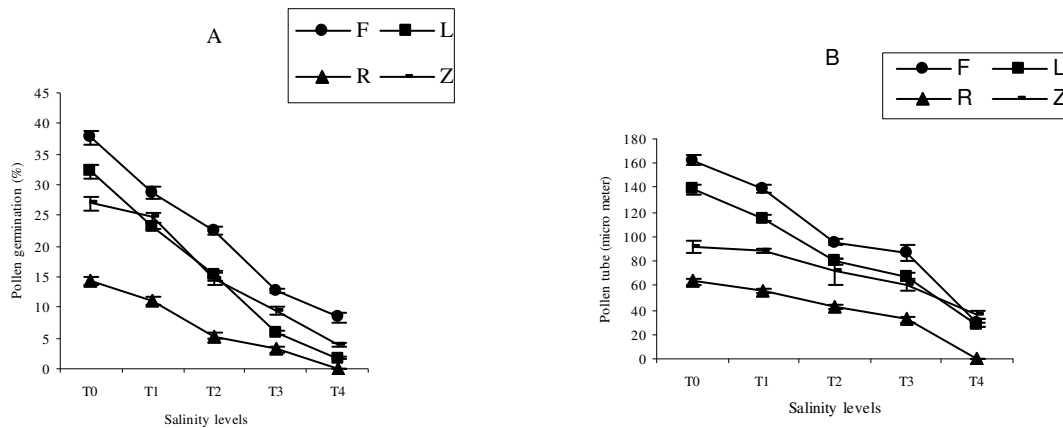 A
F L
R Z
Pollen germination (%)
45
40
35
30
25
20
15
10
5
0
T0 T1 T2 T3 T4
Salinity levels
B
F L
R Z
Pollen tube (micro meter)
180
160
140
120
100
80
60
40
20
0
T0 T1 T2 T3 T4
Salinity levels